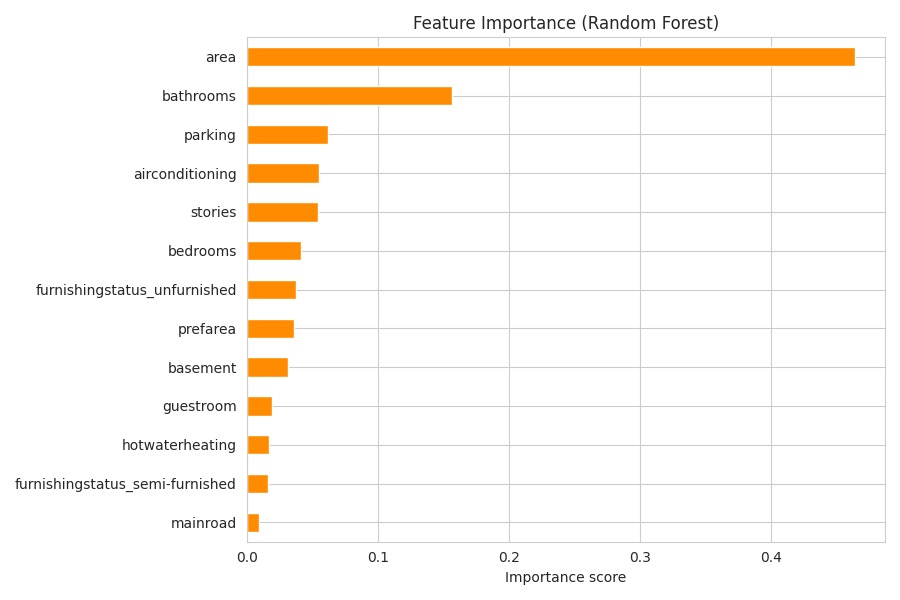 Feature Importance (Random Forest)
area
bathrooms
parking
airconditioning
stories
bedrooms
furnishingstatus_unfurnished
prefarea
basement
guestroom
hotwaterheating
furnishingstatus_semi-furnished
mainroad
0.0 0.1 0.2 0.3 0.4
Importance score